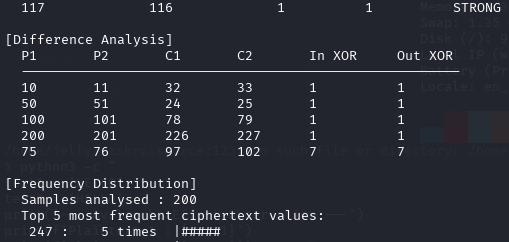 117 116 1 1 STRONG
[Difference Analysis]
P1 P2 C1 C2 In XOR Out XOR
10 11 32 33 1 1
50 51 24 25 1 1
100 101 78 79 1 1
200 201 226 227 1 1
75 76 97 102 7 7
[Frequency Distribution]
Samples analysed : 200
Top 5 most frequent ciphertext values:
247 : 5 times |#####